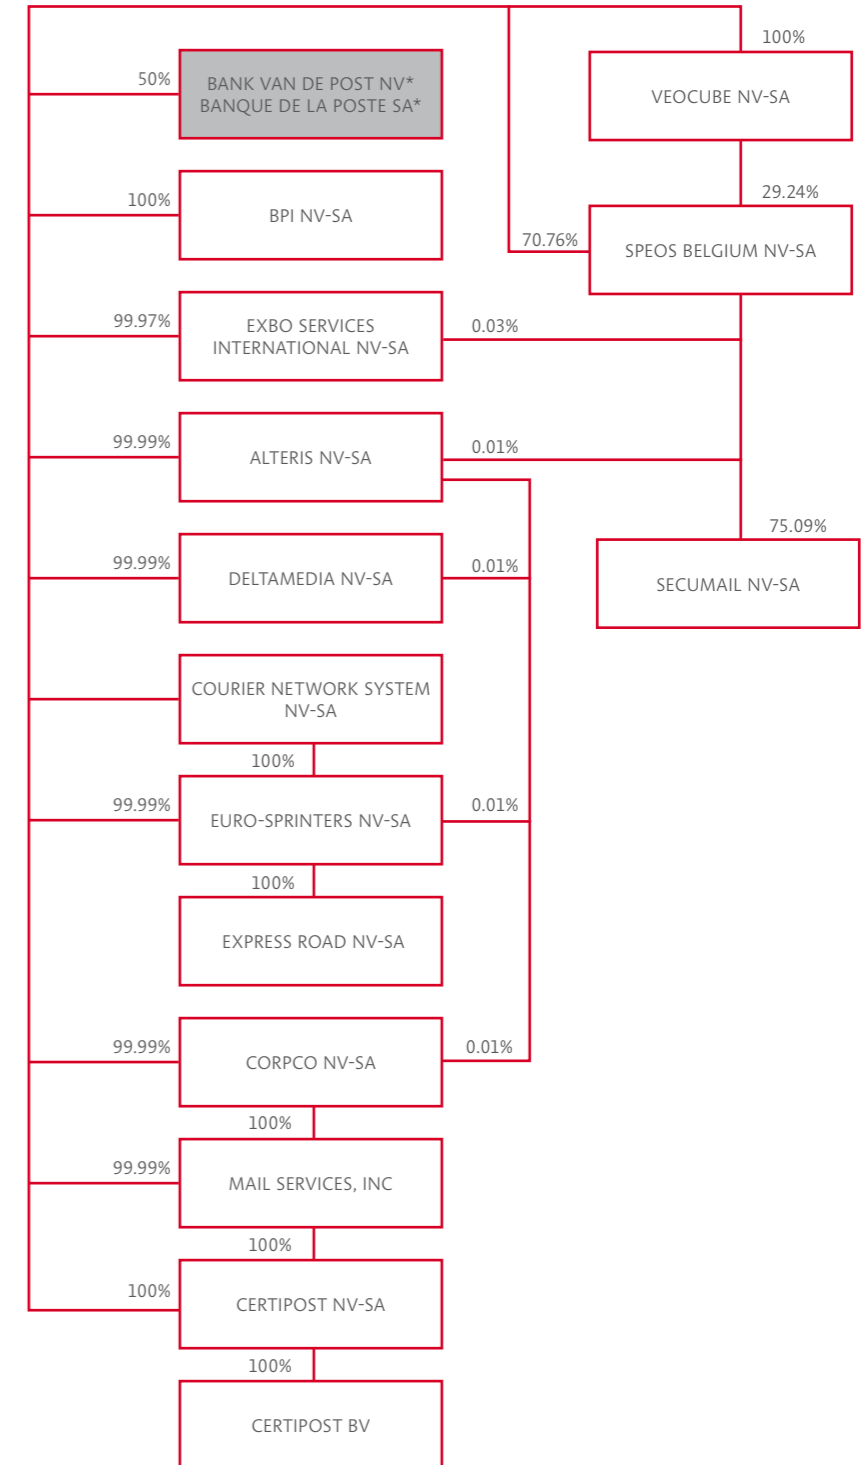 100%
50%
BANK VAN DE POST NV*
BANQUE DE LA POSTE SA*
VEOCUBE NV-SA
100%
BPI NV-SA
29.24%
70.76%
SPEOS BELGIUM NV-SA
99.97%
EXBO SERVICES
INTERNATIONAL NV-SA
0.03%
99.99%
ALTERIS NV-SA
0.01%
75.09%
SECUMAIL NV-SA
99.99%
DELTAMEDIA NV-SA
0.01%
COURIER NETWORK SYSTEM
NV-SA
100%
99.99%
EURO-SPRINTERS NV-SA
0.01%
100%
EXPRESS ROAD NV-SA
99.99%
CORPCO NV-SA
0.01%
100%
99.99%
MAIL SERVICES, INC
100%
100%
CERTIPOST NV-SA
100%
CERTIPOST BV